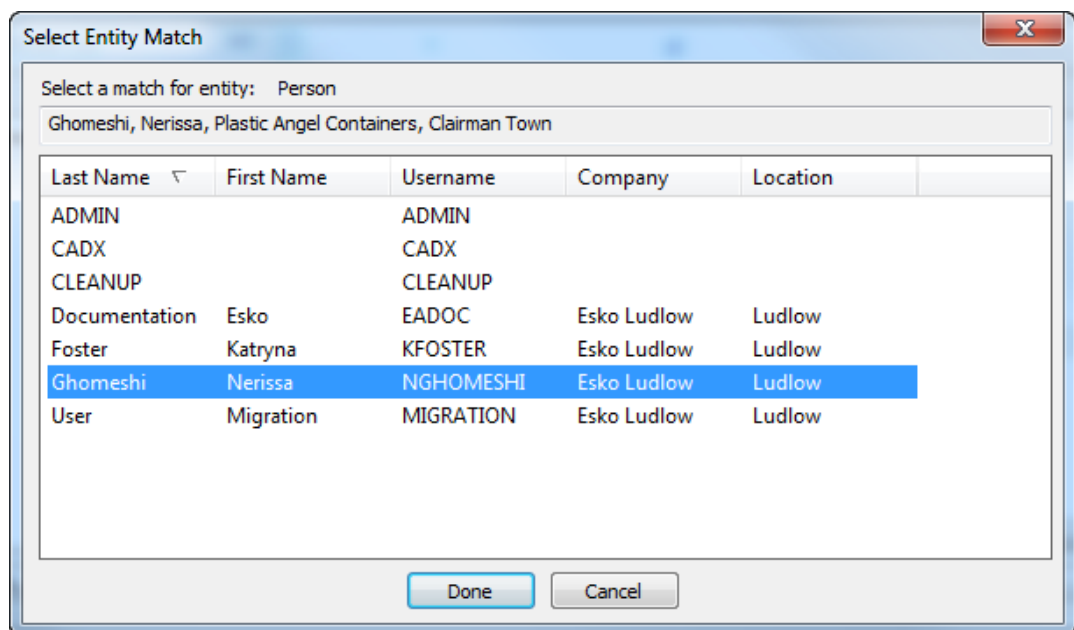 Select Entity Match
Select a match for entity: Person
Ghomeshi, Nerissa, Plastic Angel Containers, Clairman Town
Last Name First Name Username Company Location
ADMIN ADMIN
CADX CADX
CLEANUP CLEANUP
Documentation Esko EADOC Esko Ludlow Ludlow
Foster Katryna KFOSTER Esko Ludlow Ludlow
Ghomeshi Nerissa NGHOMESHI Esko Ludlow Ludlow
User Migration MIGRATION Esko Ludlow Ludlow
Done Cancel